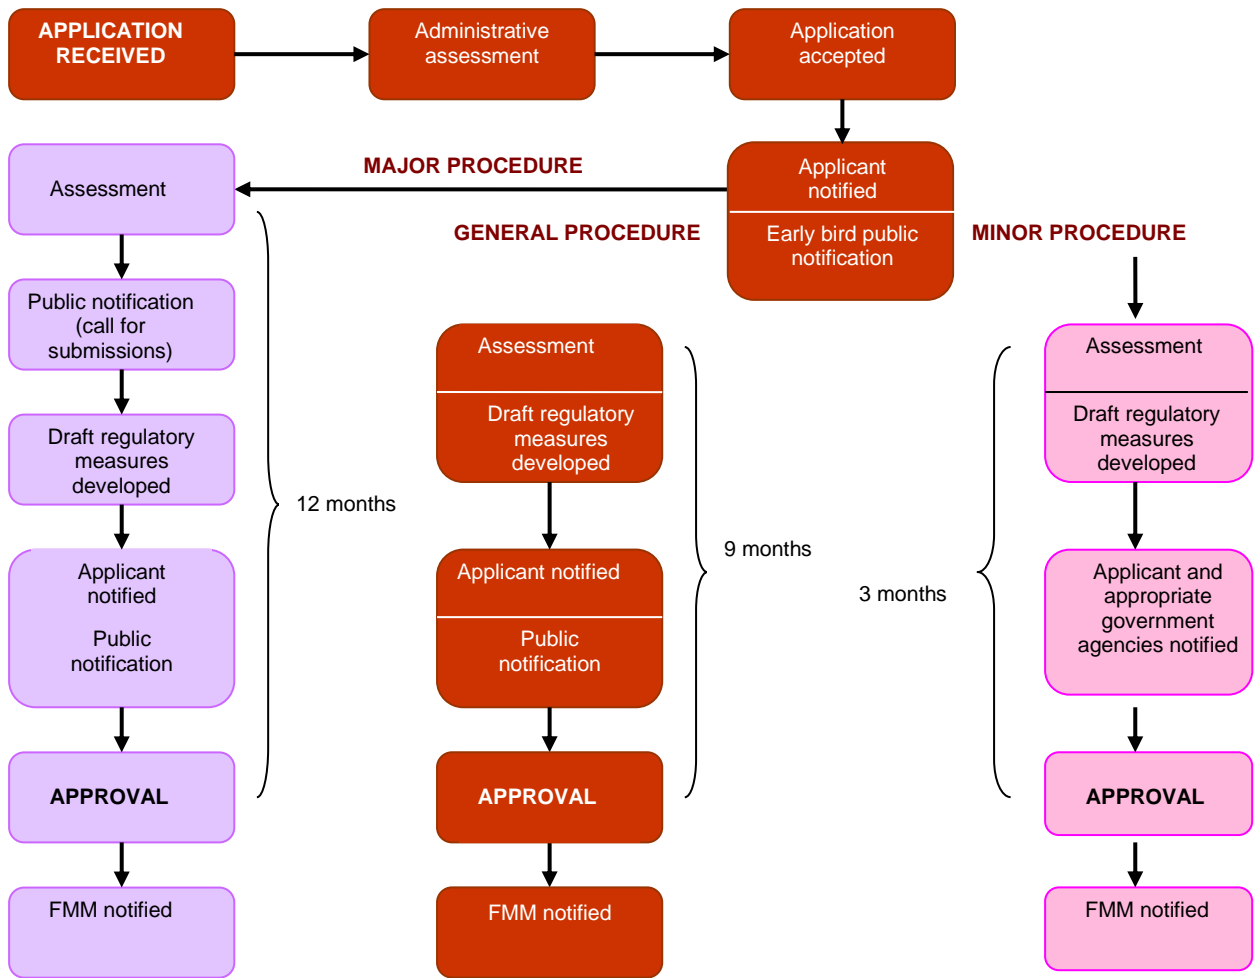 APPLICATION
RECEIVED
Administrative
assessment
Application
accepted
Applicant
notified
Early bird public
notification
MAJOR PROCEDURE
GENERAL PROCEDURE
MINOR PROCEDURE
Assessment
Public notification
(call for
submissions)
Draft regulatory
measures
developed
Applicant
notified
Public
notification
APPROVAL
FMM notified
12 months
Assessment
Draft regulatory
measures
developed
Applicant notified
Public
notification
APPROVAL
FMM notified
9 months
3 months
Assessment
Draft regulatory
measures
developed
Applicant and
appropriate
government
agencies notified
APPROVAL
FMM notified